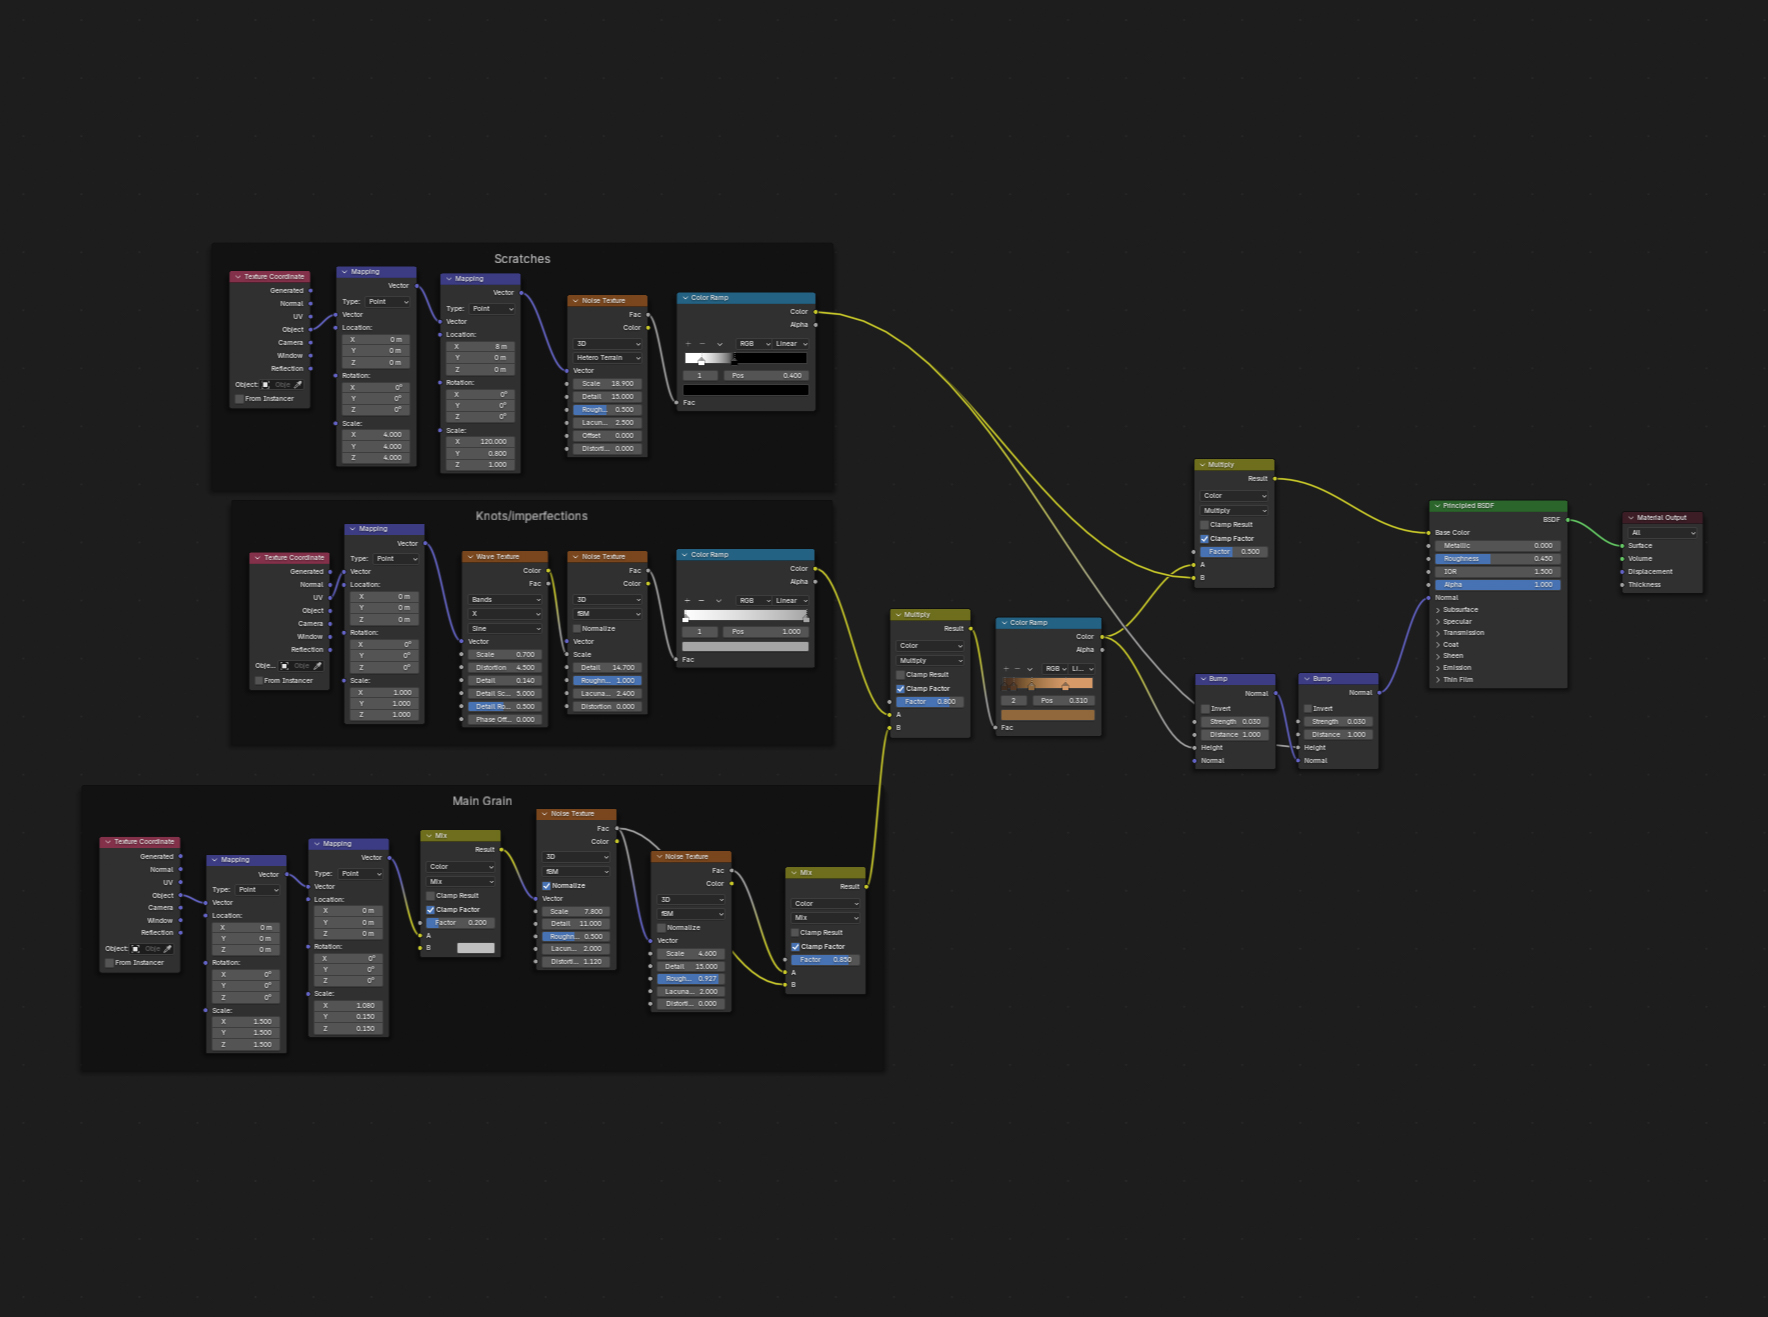 Scratches
Texture Coordinate
Generated
Normal
UV
Object
Camera
Window
Reflection
Object: Obje
From Instancer
Mapping
Vector
Type: Point
Vector
Location:
X 0 m
Y 0 m
Z 0 m
Rotation:
X 0°
Y 0°
Z 0°
Scale:
X 4.000
Y 4.000
Z 4.000
Mapping
Vector
Type: Point
Vector
Location:
X 8 m
Y 0 m
Z 0 m
Rotation:
X 0°
Y 0°
Z 0°
Scale:
X 120.000
Y 0.800
Z 1.000
Noise Texture
Fac
Color
3D
Hetero Terrain
Vector
Scale 18.900
Detail 15.000
Rough... 0.500
Lacun... 2.500
Offset 0.000
Distorti... 0.000
Color Ramp
Color
Alpha
+ − RGB Linear
1 Pos 0.400
Fac
Knots/imperfections
Texture Coordinate
Generated
Normal
UV
Object
Camera
Window
Reflection
Obje... Obje
From Instancer
Mapping
Vector
Type: Point
Vector
Location:
X 0 m
Y 0 m
Z 0 m
Rotation:
X 0°
Y 0°
Z 0°
Scale:
X 1.000
Y 1.000
Z 1.000
Wave Texture
Color
Fac
Bands
X
Sine
Vector
Scale 0.700
Distortion 4.500
Detail 0.140
Detail Sc... 5.000
Detail Ro... 0.500
Phase Off... 0.000
Noise Texture
Fac
Color
3D
fBM
Normalize
Vector
Scale
Detail 14.700
Roughn... 1.000
Lacuna... 2.400
Distortion 0.000
Color Ramp
Color
Alpha
+ − RGB Linear
1 Pos 1.000
Fac
Main Grain
Texture Coordinate
Generated
Normal
UV
Object
Camera
Window
Reflection
Object: Obje
From Instancer
Mapping
Vector
Type: Point
Vector
Location:
X 0 m
Y 0 m
Z 0 m
Rotation:
X 0°
Y 0°
Z 0°
Scale:
X 1.500
Y 1.500
Z 1.500
Mapping
Vector
Type: Point
Vector
Location:
X 0 m
Y 0 m
Z 0 m
Rotation:
X 0°
Y 0°
Z 0°
Scale:
X 1.080
Y 0.150
Z 0.150
Mix
Result
Color
Mix
Clamp Result
Clamp Factor
Factor 0.200
A
B
Noise Texture
Fac
Color
3D
fBM
Normalize
Vector
Scale 7.800
Detail 11.000
Roughn... 0.500
Lacun... 2.000
Distorti... 1.120
Noise Texture
Fac
Color
3D
fBM
Normalize
Vector
Scale 4.600
Detail 15.000
Rough... 0.927
Lacuna... 2.000
Distorti... 0.000
Mix
Result
Color
Mix
Clamp Result
Clamp Factor
Factor 0.850
A
B
Multiply
Result
Color
Multiply
Clamp Result
Clamp Factor
Factor 0.800
A
B
Color Ramp
Color
Alpha
+ − RGB Li...
2 Pos 0.310
Fac
Multiply
Result
Color
Multiply
Clamp Result
Clamp Factor
Factor 0.500
A
B
Bump
Normal
Invert
Strength 0.030
Distance 1.000
Height
Normal
Bump
Normal
Invert
Strength 0.030
Distance 1.000
Height
Normal
Principled BSDF
BSDF
Base Color
Metallic 0.000
Roughness 0.450
IOR 1.500
Alpha 1.000
Normal
Subsurface
Specular
Transmission
Coat
Sheen
Emission
Thin Film
Material Output
All
Surface
Volume
Displacement
Thickness